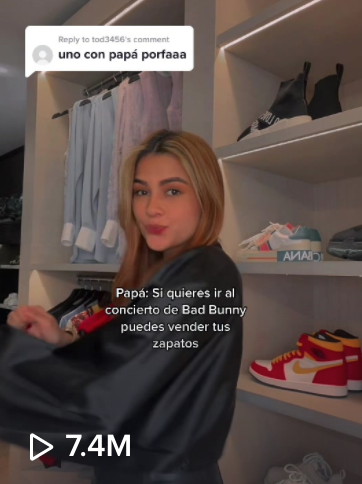 Reply to tod3456's comment
uno con papá porfaaa
Papá: Si quieres ir al
concierto de Bad Bunny
puedes vender tus
zapatos
7.4M